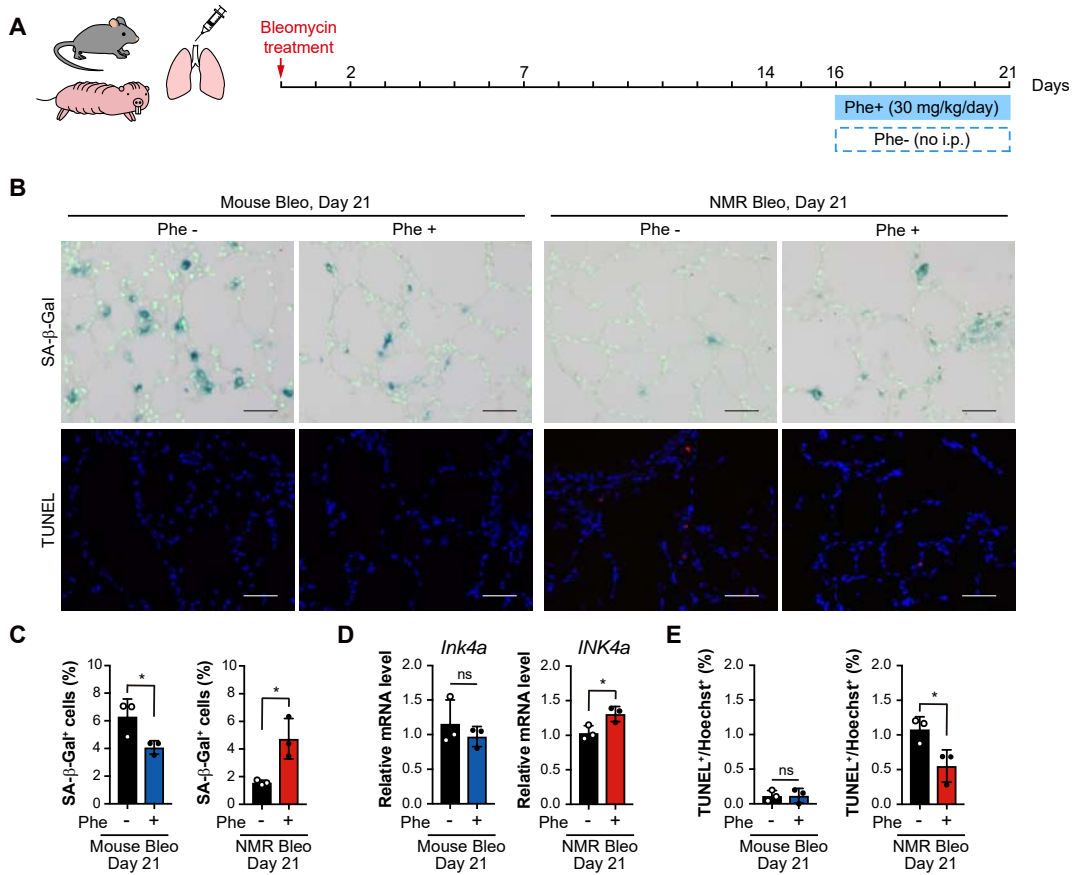 A
Bleomycin
treatment
2 7 14 16 21 Days
Phe+ (30 mg/kg/day)
Phe- (no i.p.)
B
Mouse Bleo, Day 21
NMR Bleo, Day 21
Phe - Phe + Phe - Phe +
SA-β-Gal
TUNEL
C
SA-β-Gal⁺ cells (%)
10
8
6
4
2
0
*
Phe - +
Mouse Bleo
Day 21
SA-β-Gal⁺ cells (%)
10
8
6
4
2
0
*
- +
NMR Bleo
Day 21
D
Ink4a
Relative mRNA level
2.0
1.5
1.0
0.5
0.0
ns
Phe - +
Mouse Bleo
Day 21
INK4a
Relative mRNA level
2.0
1.5
1.0
0.5
0.0
*
- +
NMR Bleo
Day 21
E
TUNEL⁺/Hoechst⁺ (%)
2.0
1.5
1.0
0.5
0.0
ns
Phe - +
Mouse Bleo
Day 21
TUNEL⁺/Hoechst⁺ (%)
2.0
1.5
1.0
0.5
0.0
*
- +
NMR Bleo
Day 21